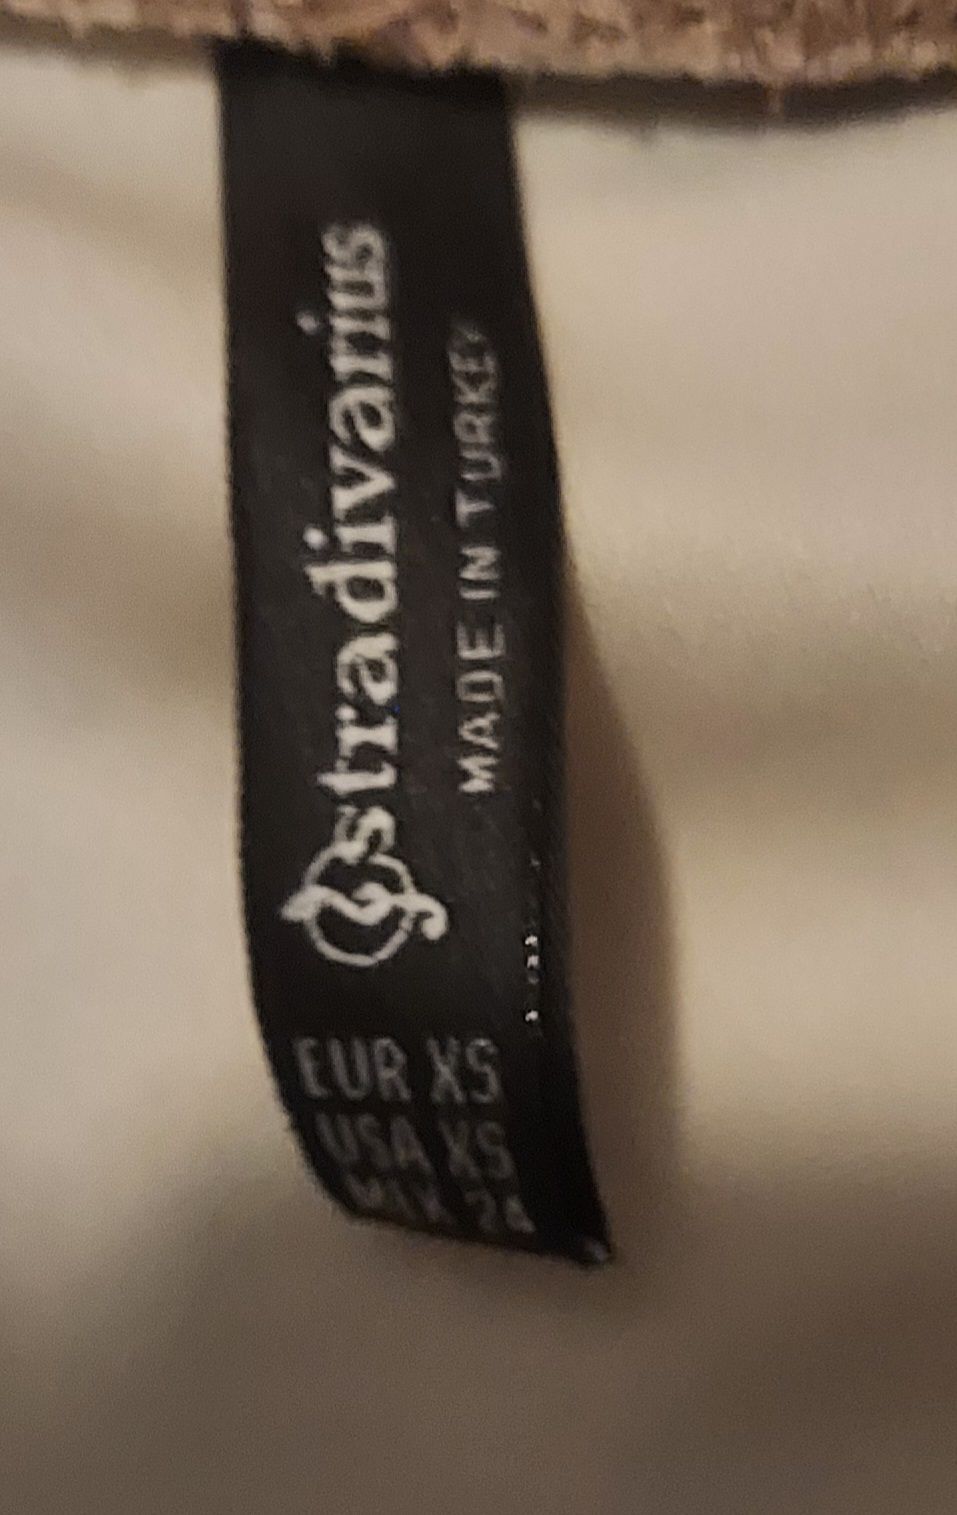 stradivarius
MADE IN TURKEY
EUR XS
USA XS
MEX 24